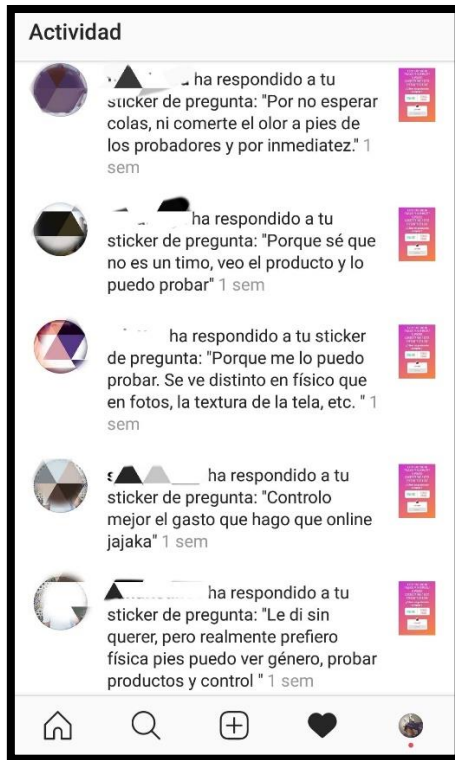 Actividad
ha respondido a tu
sticker de pregunta: "Por no esperar
colas, ni comerte el olor a pies de
los probadores y por inmediatez." 1
sem
ha respondido a tu
sticker de pregunta: "Porque sé que
no es un timo, veo el producto y lo
puedo probar" 1 sem
ha respondido a tu sticker
de pregunta: "Porque me lo puedo
probar. Se ve distinto en físico que
en fotos, la textura de la tela, etc. " 1
sem
ha respondido a tu
sticker de pregunta: "Controlo
mejor el gasto que hago que online
jajaka" 1 sem
ha respondido a tu
sticker de pregunta: "Le di sin
querer, pero realmente prefiero
física pies puedo ver género, probar
productos y control " 1 sem